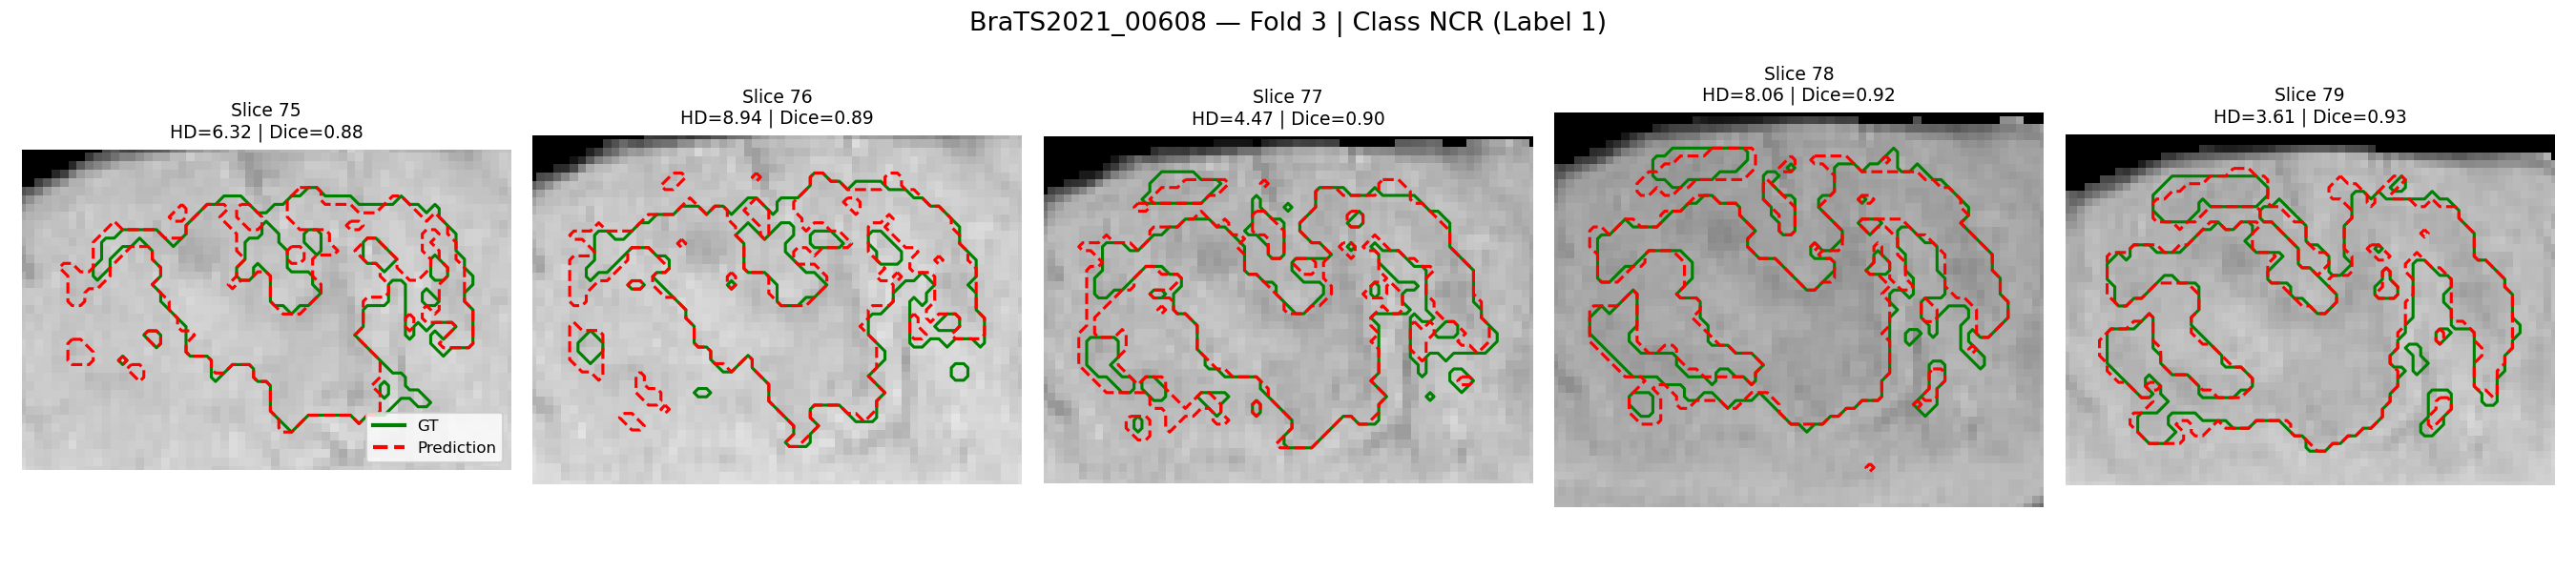 BraTS2021_00608 — Fold 3 | Class NCR (Label 1)
Slice 75
HD=6.32 | Dice=0.88
Slice 76
HD=8.94 | Dice=0.89
Slice 77
HD=4.47 | Dice=0.90
Slice 78
HD=8.06 | Dice=0.92
Slice 79
HD=3.61 | Dice=0.93
GT
Prediction